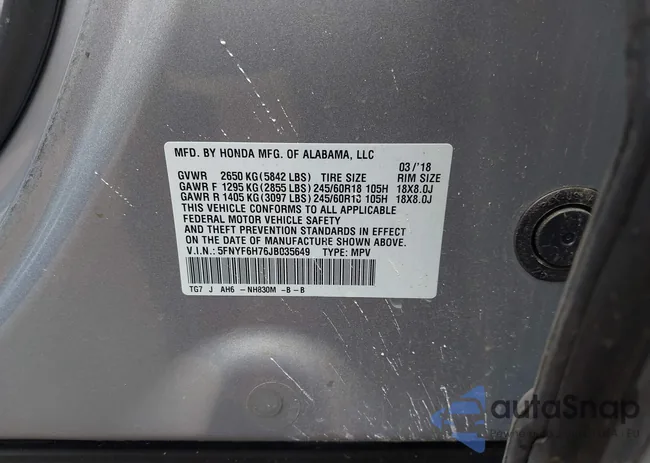 MFD. BY HONDA MFG. OF ALABAMA, LLC 03/'18
GVWR 2650 KG (5842 LBS) TIRE SIZE RIM SIZE
GAWR F 1295 KG (2855 LBS) 245/60R18 105H 18X8.0J
GAWR R 1405 KG (3097 LBS) 245/60R18 105H 18X8.0J
THIS VEHICLE CONFORMS TO ALL APPLICABLE
FEDERAL MOTOR VEHICLE SAFETY
AND THEFT PREVENTION STANDARDS IN EFFECT
ON THE DATE OF MANUFACTURE SHOWN ABOVE.
V.I.N.: 5FNYF6H76JB035649 TYPE: MPV
TG7 J AH6 -NH830M -B-B
autoSnap